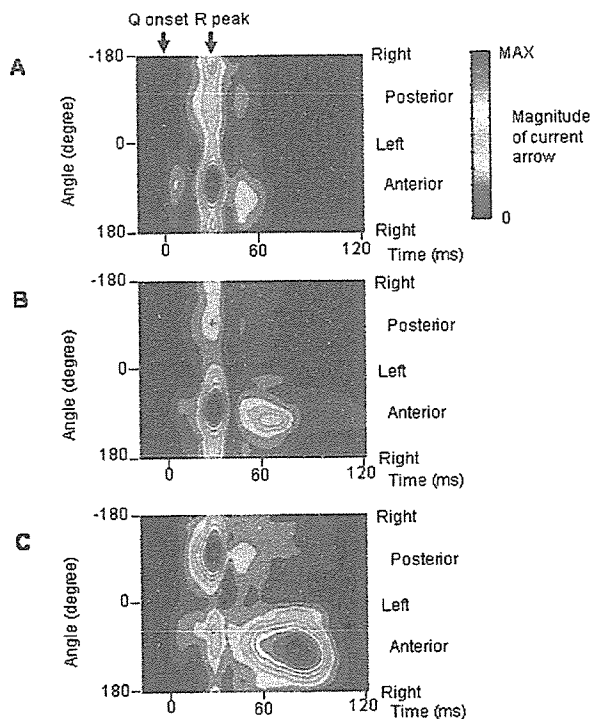 Q onset R peak
A
-180
0
180
Angle (degree)
Right
Posterior
Left
Anterior
Right
0
60
120
Time (ms)
MAX
Magnitude
of current
arrow
0
B
-180
0
180
Angle (degree)
Right
Posterior
Left
Anterior
Right
0
60
120
Time (ms)
C
-180
0
180
Angle (degree)
Right
Posterior
Left
Anterior
Right
0
60
120
Time (ms)